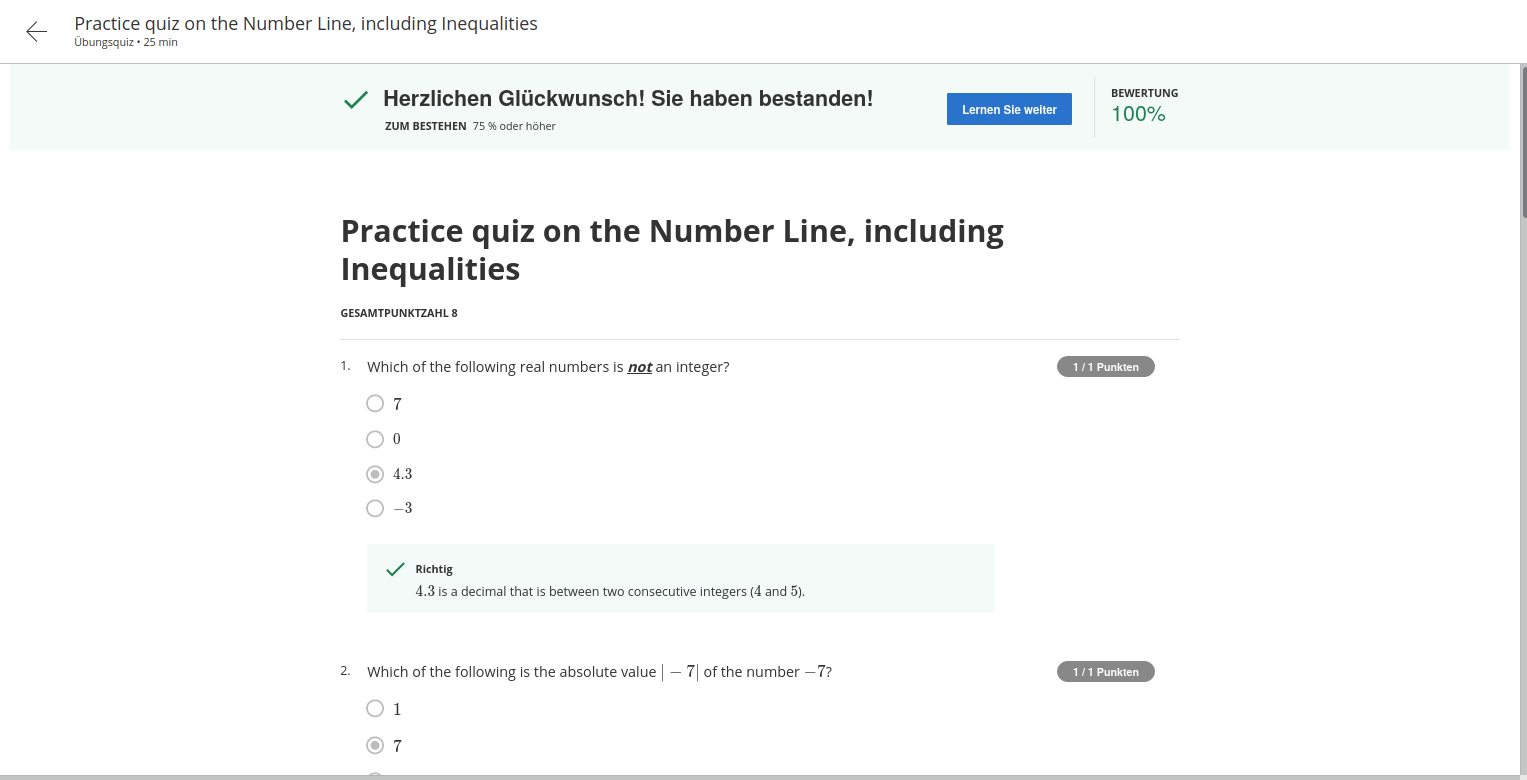 Practice quiz on the Number Line, including Inequalities
Übungsquiz • 25 min
Herzlichen Glückwunsch! Sie haben bestanden!
ZUM BESTEHEN 75 % oder höher
Lernen Sie weiter
BEWERTUNG
100%
Practice quiz on the Number Line, including
Inequalities
GESAMTPUNKTZAHL 8
1. Which of the following real numbers is not an integer?
1 / 1 Punkten
7
0
4.3
−3
Richtig
4.3 is a decimal that is between two consecutive integers (4 and 5).
2. Which of the following is the absolute value | − 7| of the number −7?
1 / 1 Punkten
1
7